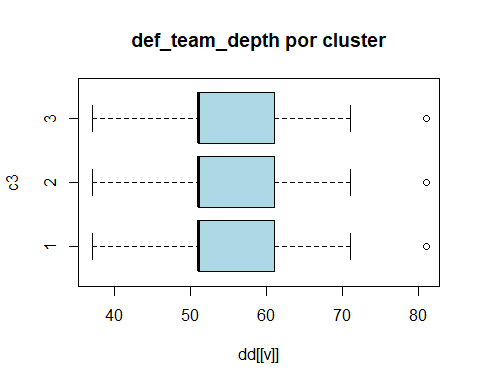 def_team_depth por cluster
c3
3
2
1
40 50 60 70 80
dd[[v]]